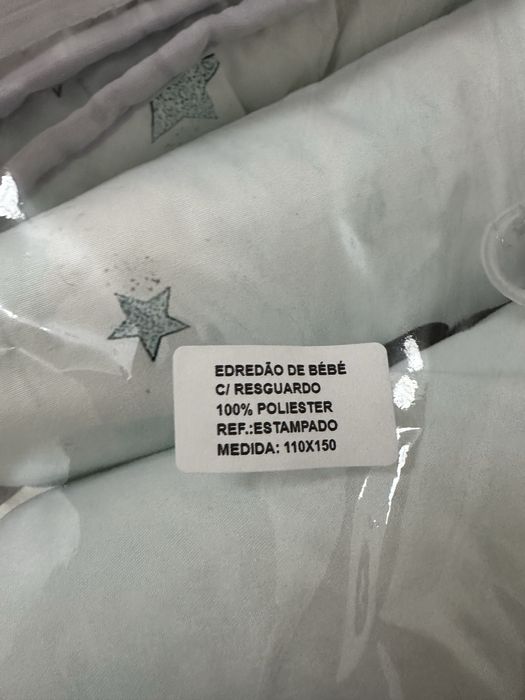 EDREDÃO DE BÉBÉ
C/ RESGUARDO
100% POLIESTER
REF.:ESTAMPADO
MEDIDA: 110X150